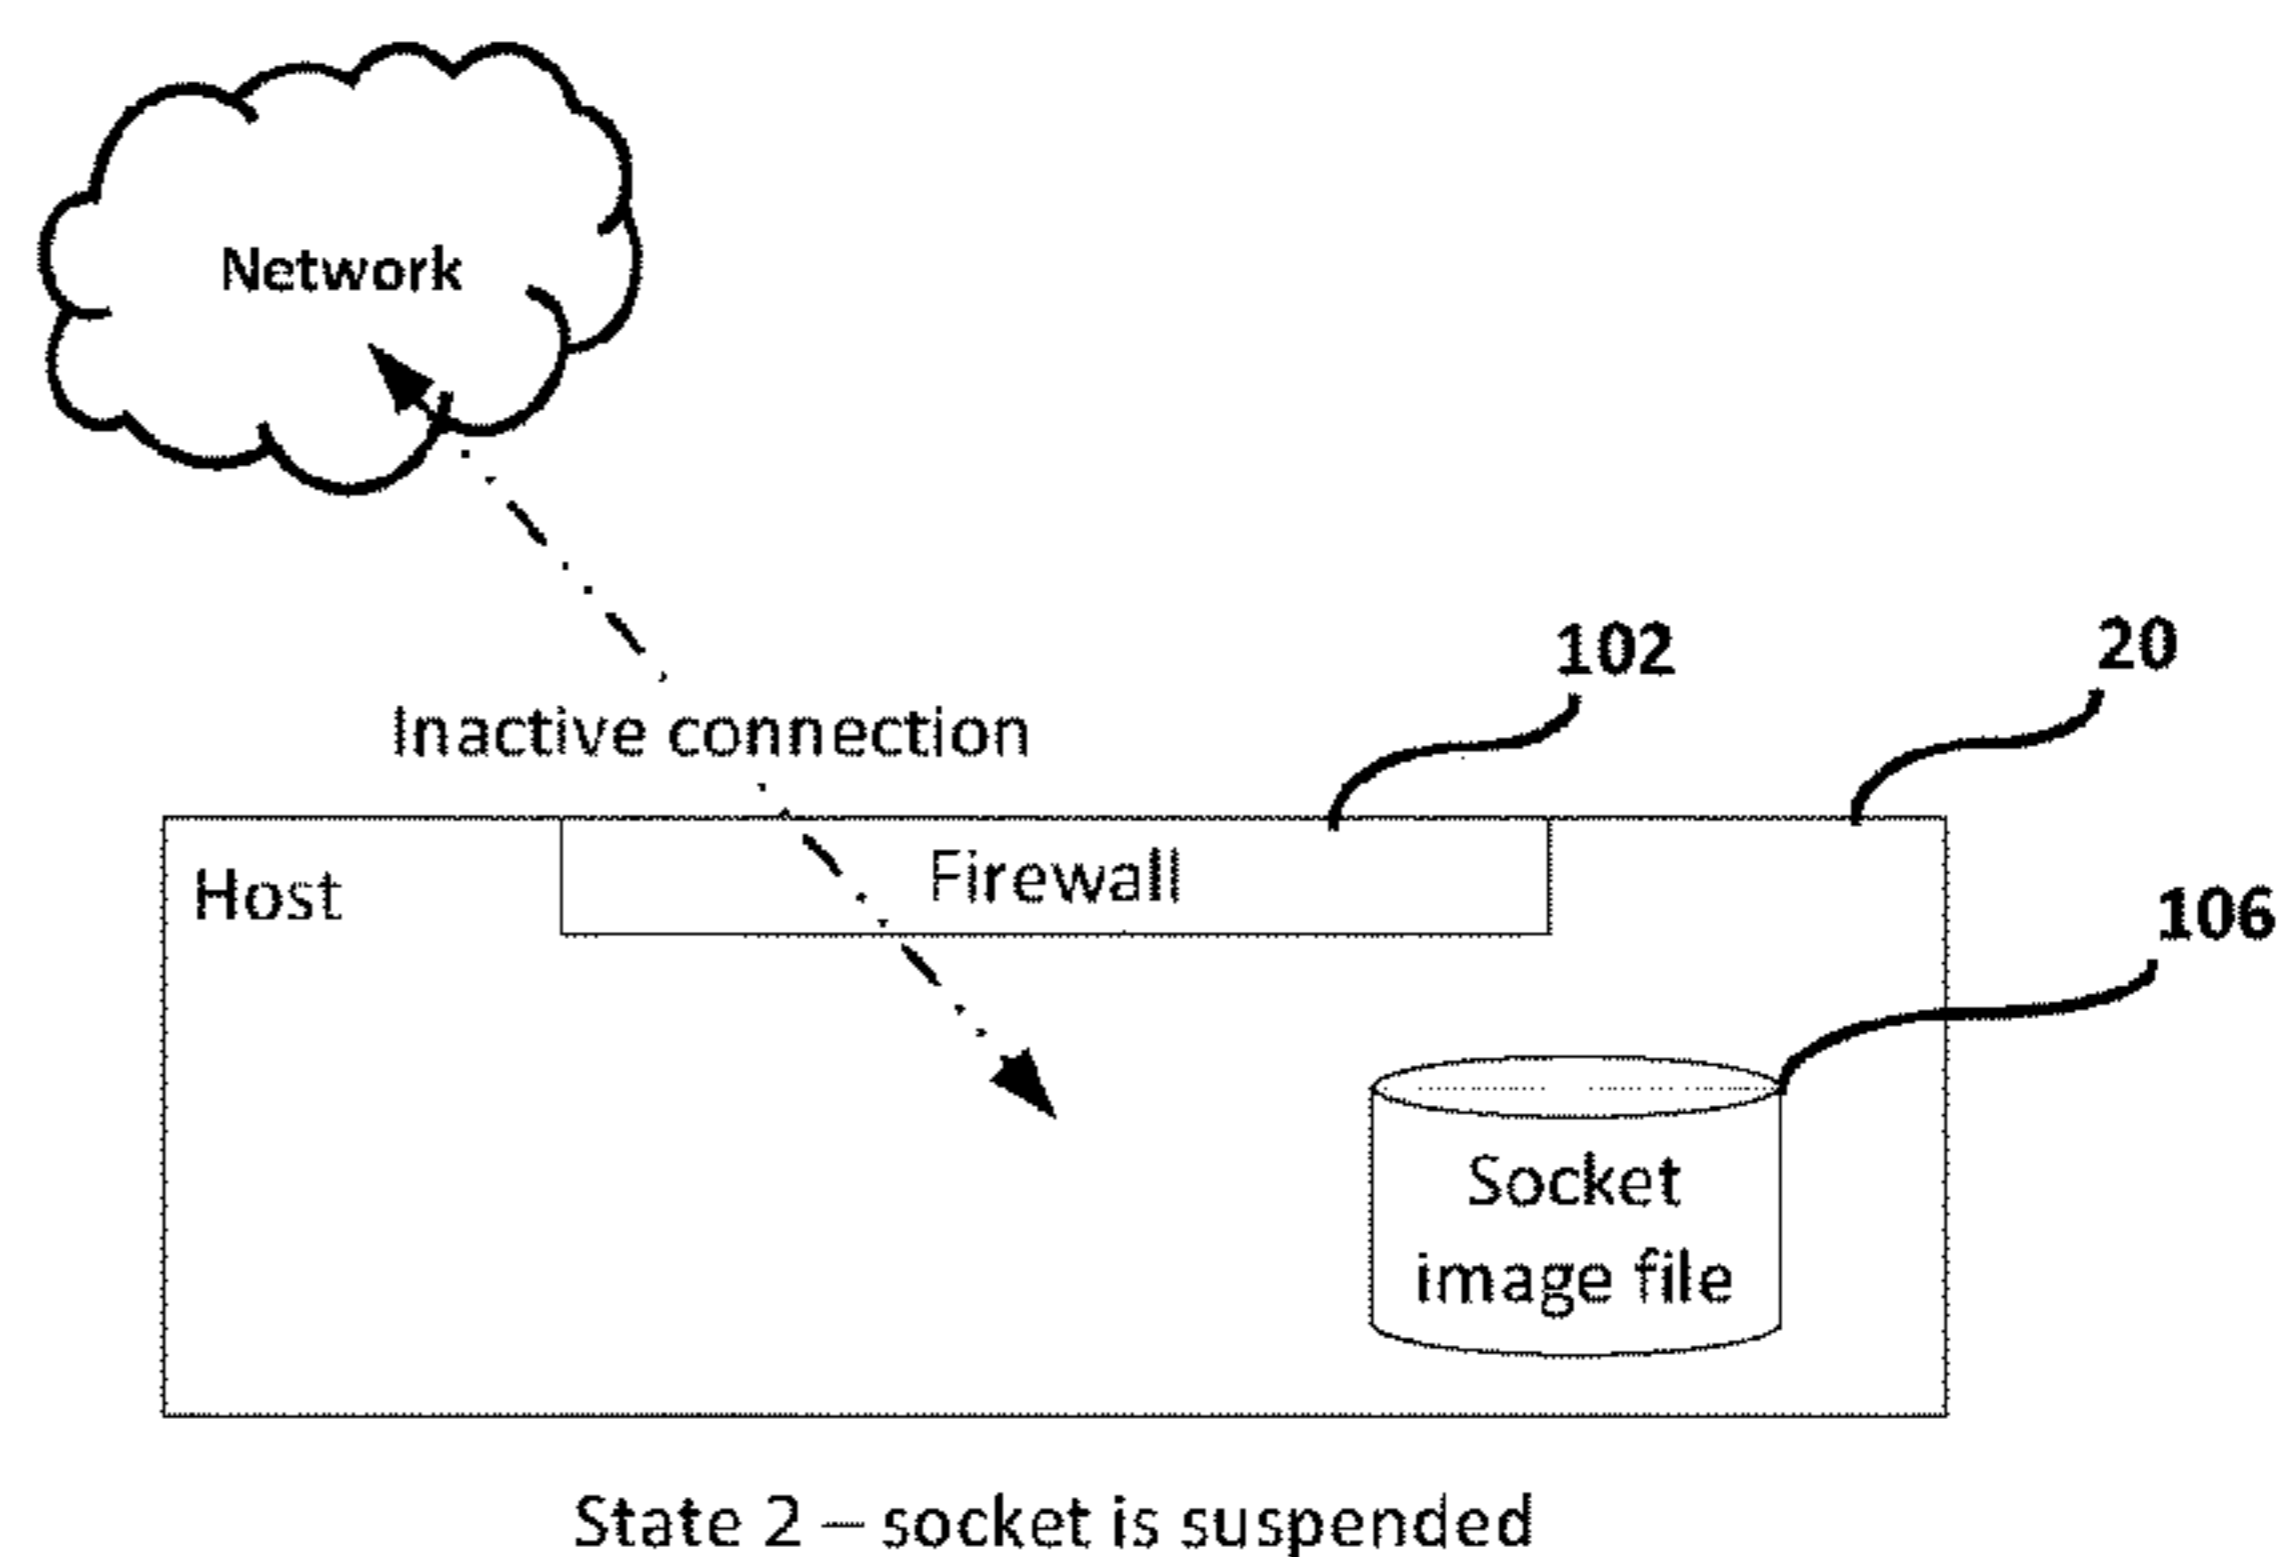 Network
102
20
Inactive connection
Firewall
Host
106
Socket
image file
State 2 – socket is suspended